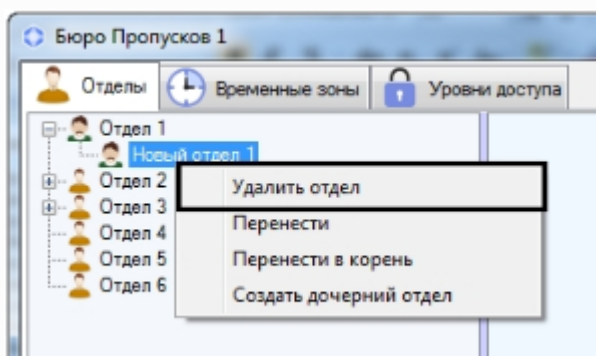 Бюро Пропусков 1
Отделы Временные зоны Уровни доступа
Отдел 1
Новый отдел 1
Отдел 2
Отдел 3
Отдел 4
Отдел 5
Отдел 6
Удалить отдел
Перенести
Перенести в корень
Создать дочерний отдел